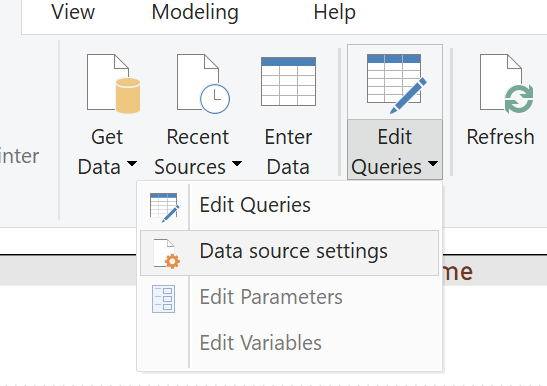 View Modeling Help
Get Data
Recent Sources
Enter Data
Edit Queries
Refresh
inter
Edit Queries
Data source settings
me
Edit Parameters
Edit Variables